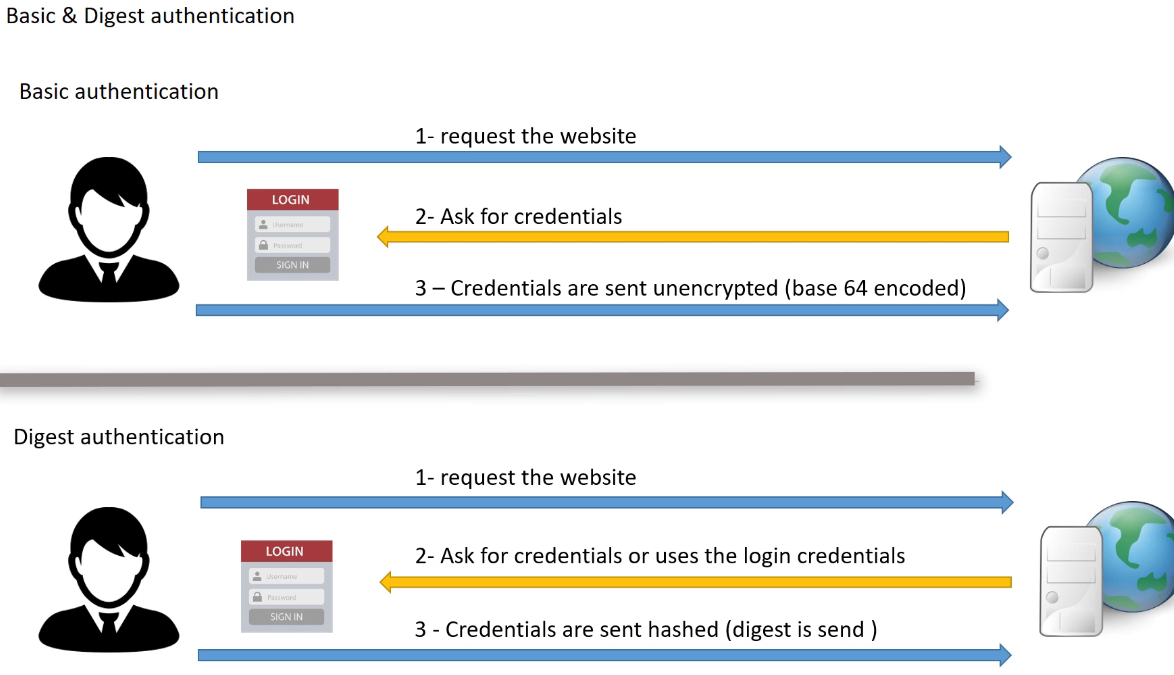 Basic & Digest authentication
Basic authentication
1- request the website
LOGIN
Username
Password
SIGN IN
2- Ask for credentials
3 – Credentials are sent unencrypted (base 64 encoded)
Digest authentication
1- request the website
LOGIN
Username
Password
SIGN IN
2- Ask for credentials or uses the login credentials
3 - Credentials are sent hashed (digest is send )